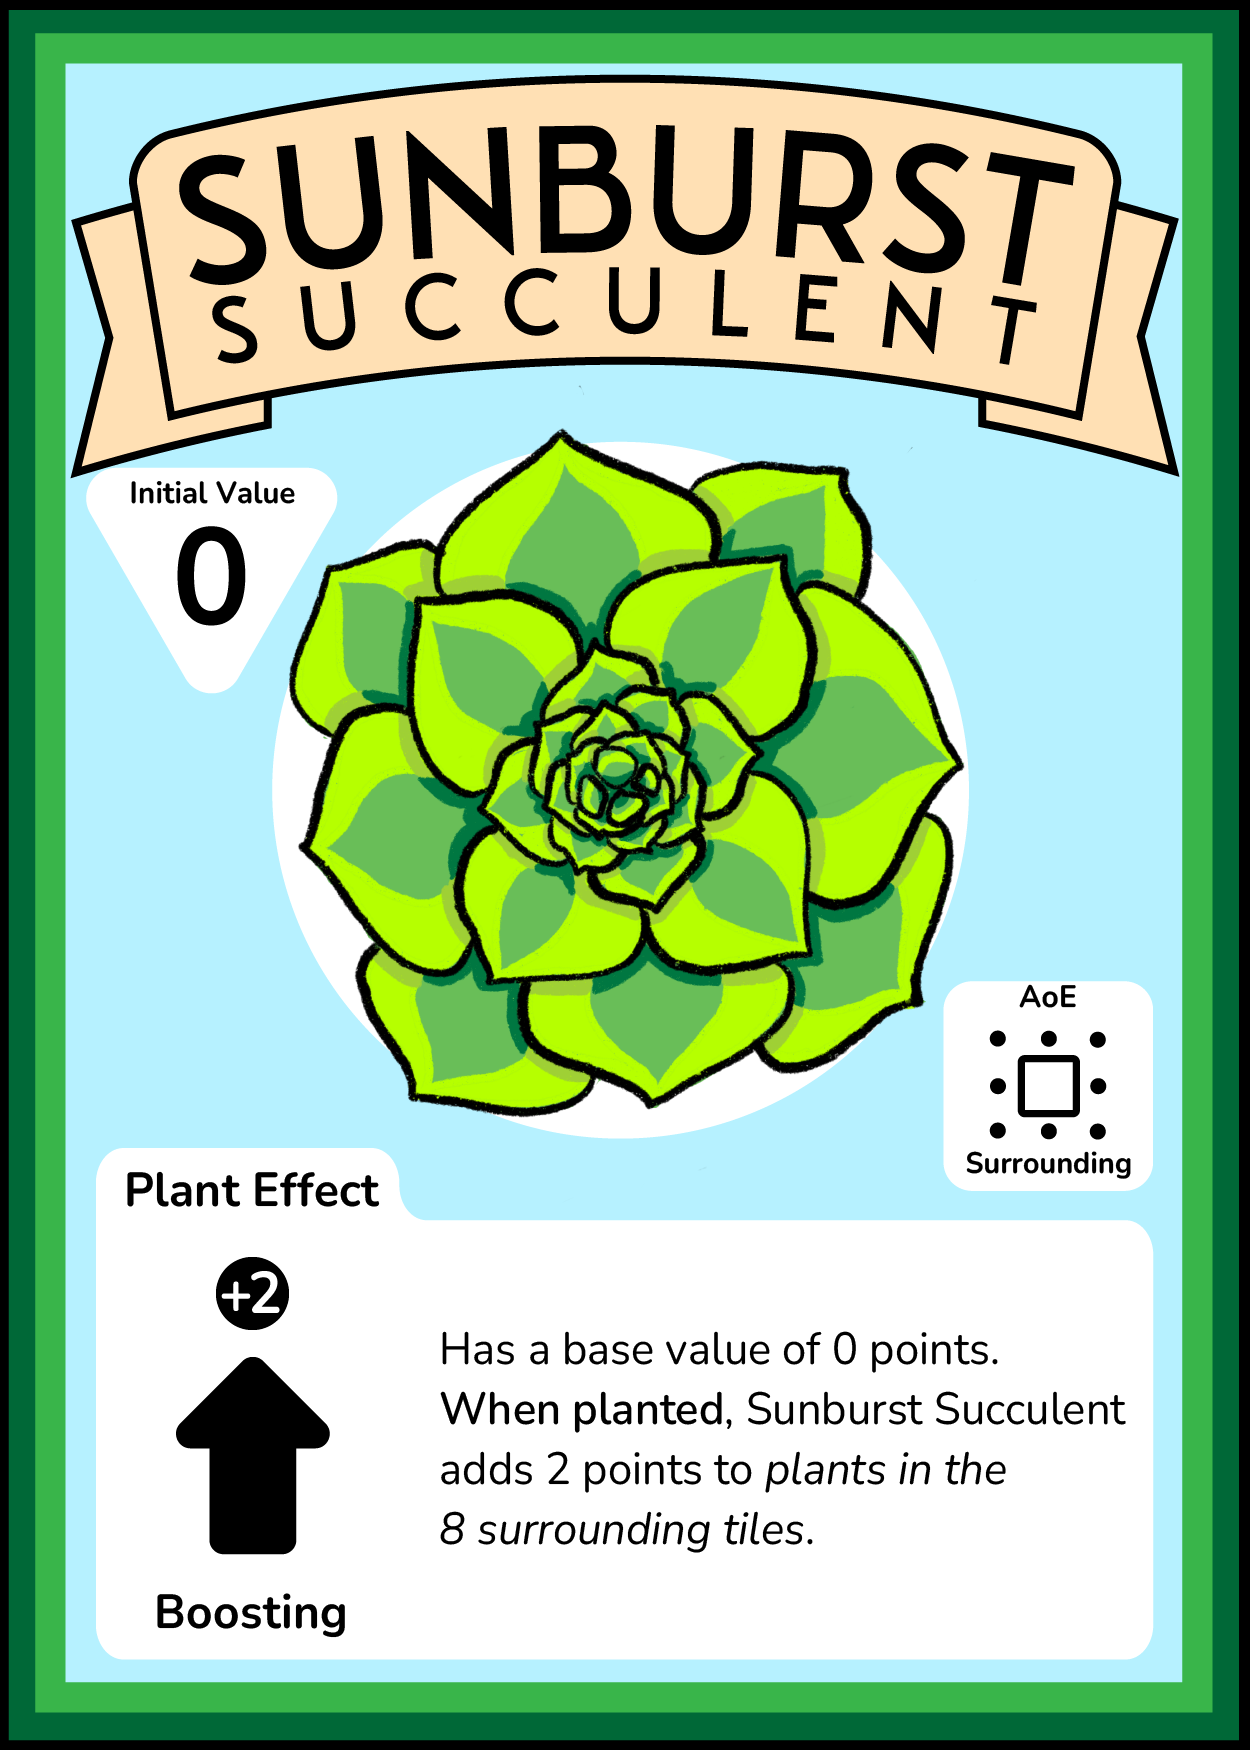 SUNBURST
SUCCULENT
Initial Value
0
AoE
Surrounding
Plant Effect
+2
Boosting
Has a base value of 0 points.
When planted, Sunburst Succulent
adds 2 points to plants in the
8 surrounding tiles.